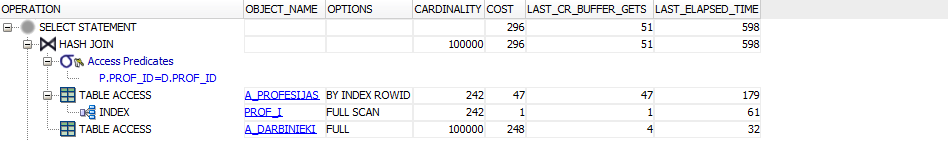 OPERATION OBJECT_NAME OPTIONS CARDINALITY COST LAST_CR_BUFFER_GETS LAST_ELAPSED_TIME
SELECT STATEMENT 296 51 598
HASH JOIN 100000 296 51 598
Access Predicates
P.PROF_ID=D.PROF_ID
TABLE ACCESS A_PROFESIJAS BY INDEX ROWID 242 47 47 179
INDEX PROF_I FULL SCAN 242 1 1 61
TABLE ACCESS A_DARBINIEKI FULL 100000 248 4 32